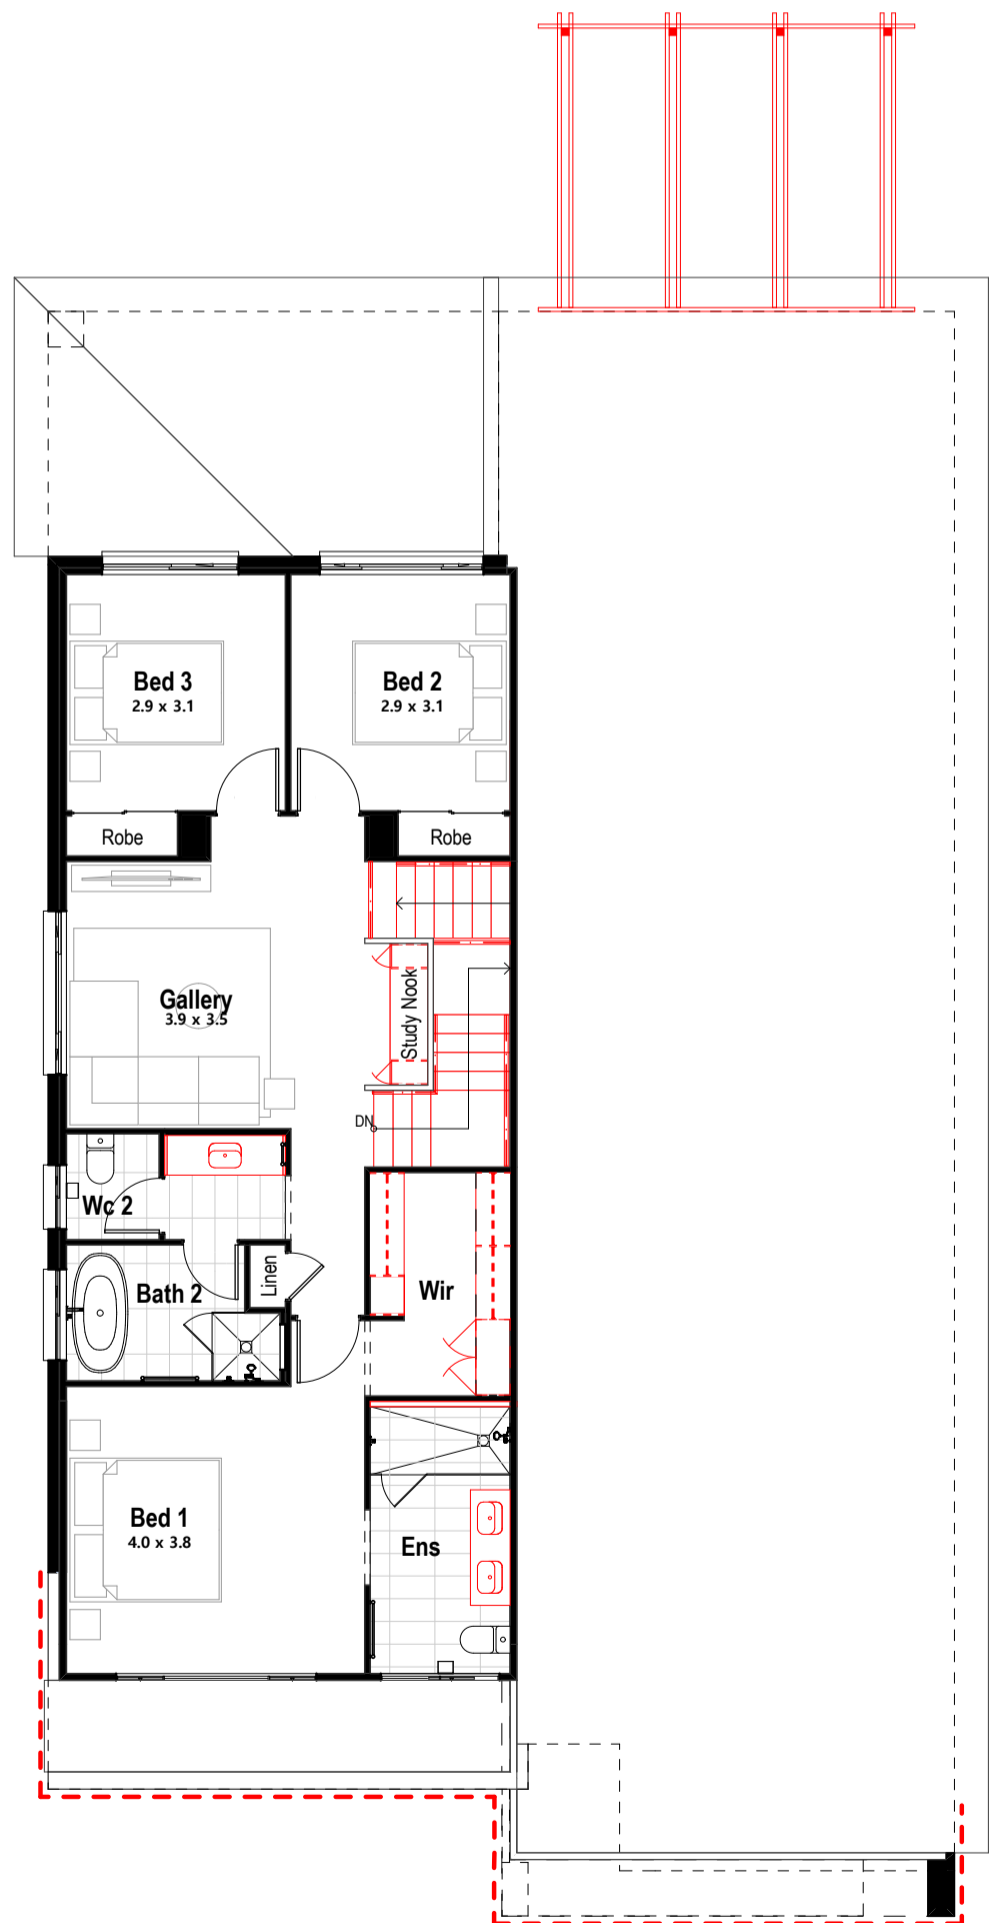 Bed 3
2.9 x 3.1
Bed 2
2.9 x 3.1
Robe
Robe
Gallery
3.9 x 3.5
Study Nook
DN
Wc 2
Linen
Bath 2
Wir
Bed 1
4.0 x 3.8
Ens